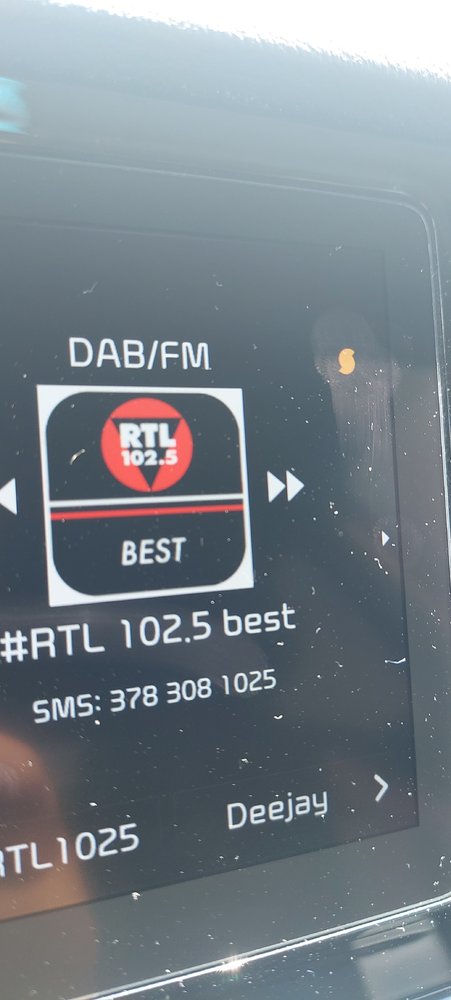 DAB/FM
RTL
102.5
BEST
#RTL 102.5 best
SMS: 378 308 1025
RTL1025
Deejay